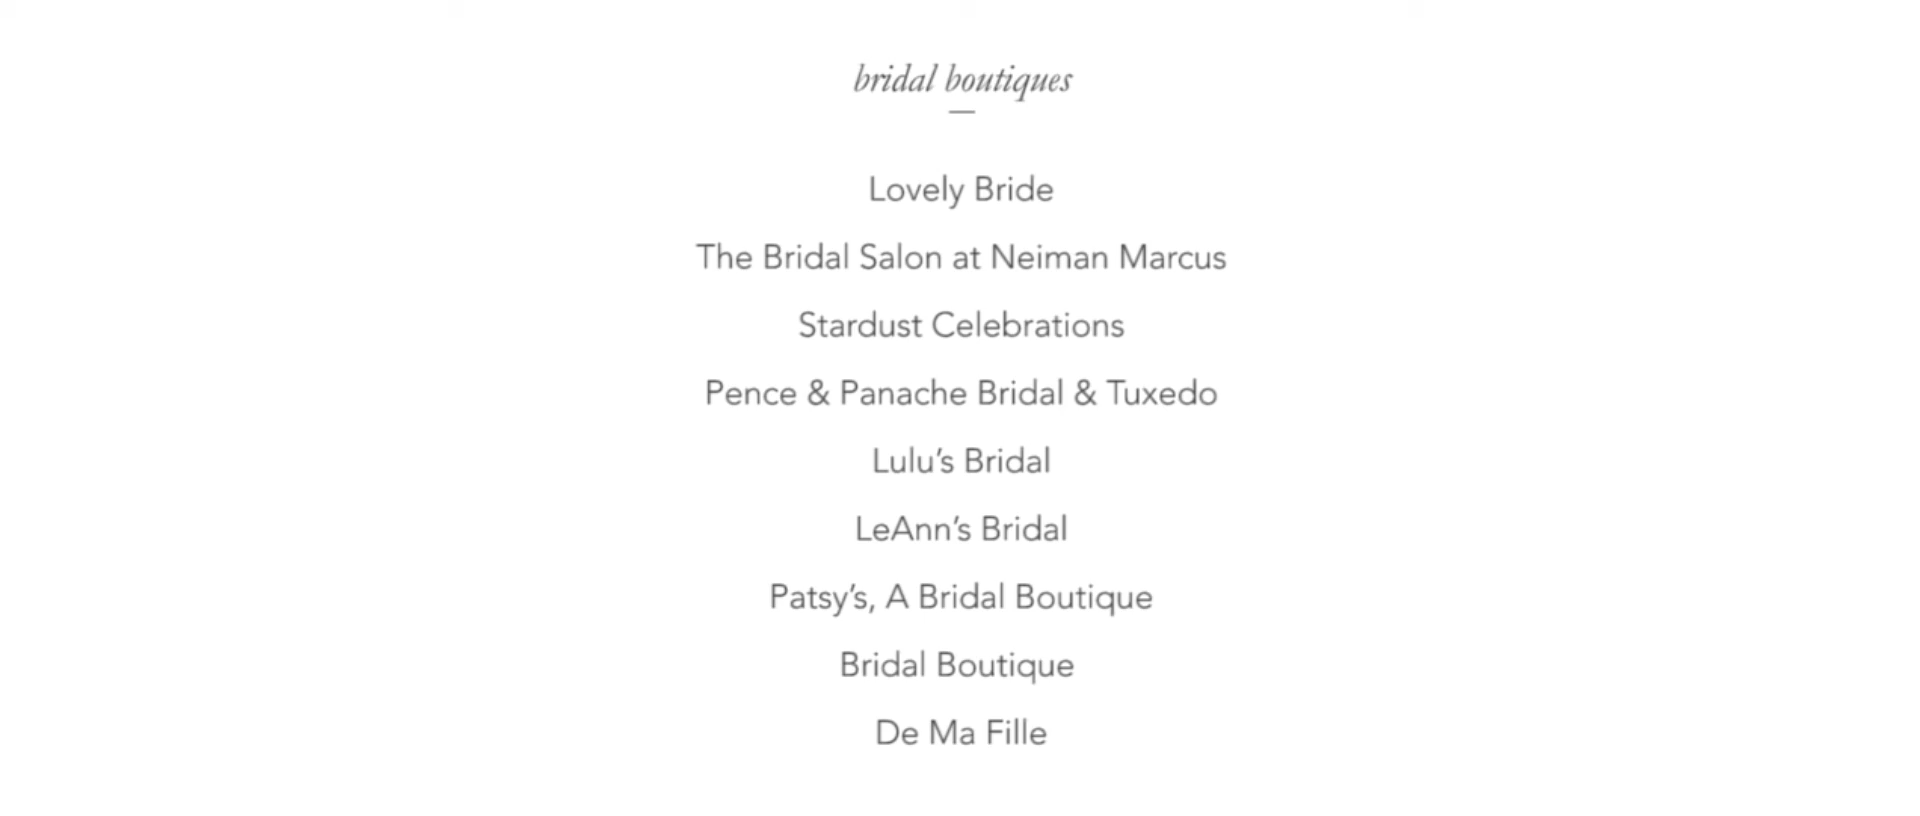 bridal boutiques
Lovely Bride
The Bridal Salon at Neiman Marcus
Stardust Celebrations
Pence & Panache Bridal & Tuxedo
Lulu’s Bridal
LeAnn’s Bridal
Patsy’s, A Bridal Boutique
Bridal Boutique
De Ma Fille